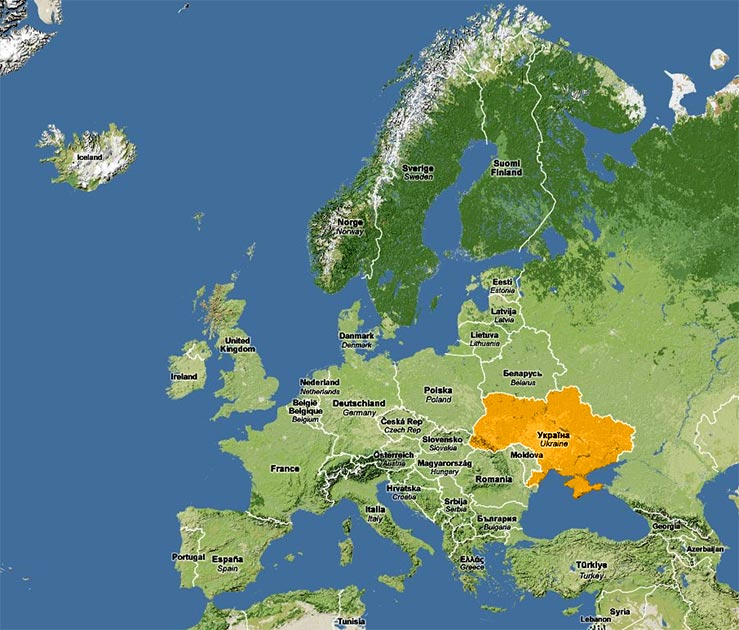 Iceland
Sverige
Sweden
Suomi
Finland
Norge
Norway
Eesti
Estonia
Latvija
Latvia
Lietuva
Lithuania
Danmark
Denmark
United
Kingdom
Ireland
Беларусь
Belarus
Nederland
Netherlands
Polska
Poland
België
Belgique
Belgium
Deutschland
Germany
Česká Rep
Czech Rep
Україна
Ukraine
Slovensko
Slovakia
Österreich
Austria
Moldova
Magyarország
Hungary
France
Romania
Hrvatska
Croatia
Srbija
Serbia
Italia
Italy
България
Bulgaria
Georgia
Azerbaijan
Portugal
España
Spain
Ελλάς
Greece
Türkiye
Turkey
Syria
Lebanon
Tunisia